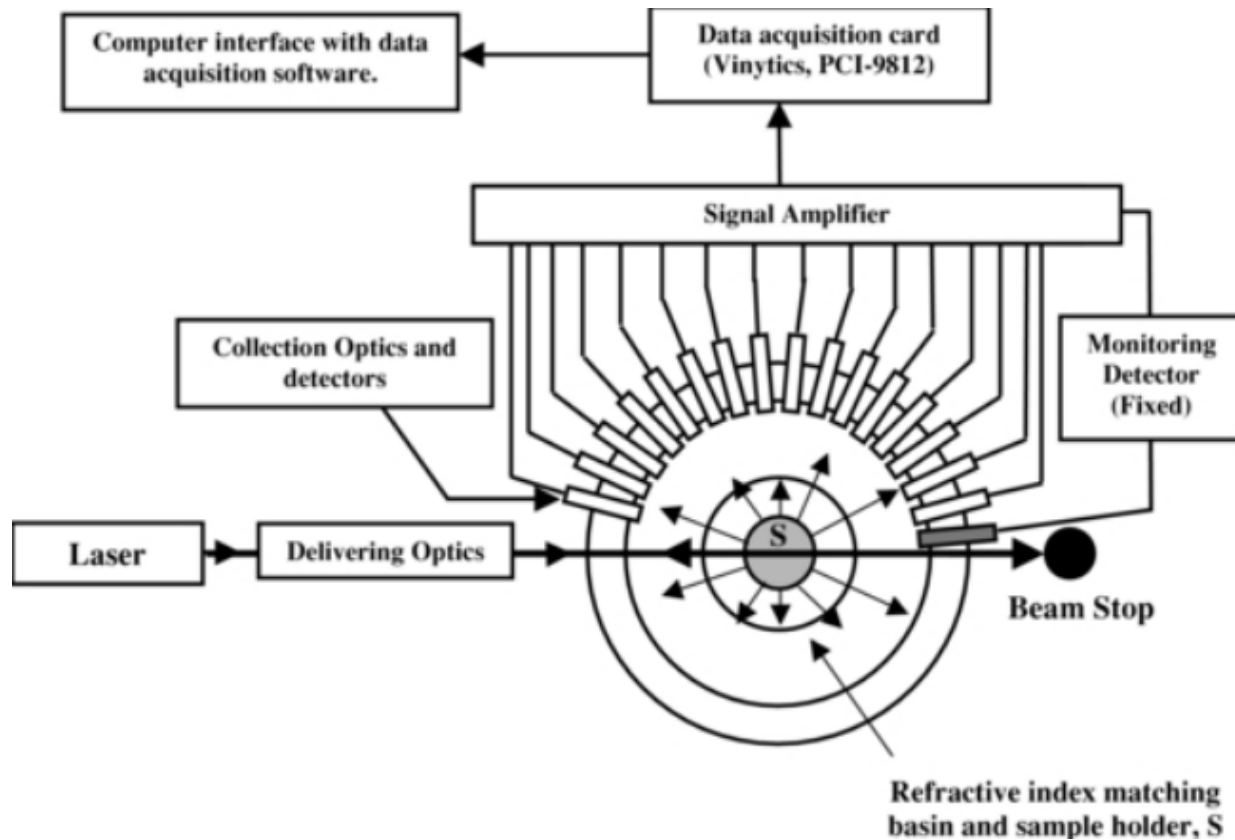 Computer interface with data
acquisition software.
Data acquisition card
(Vinytics, PCI-9812)
Signal Amplifier
Collection Optics and
detectors
Monitoring
Detector
(Fixed)
S
Laser
Delivering Optics
Beam Stop
Refractive index matching
basin and sample holder, S